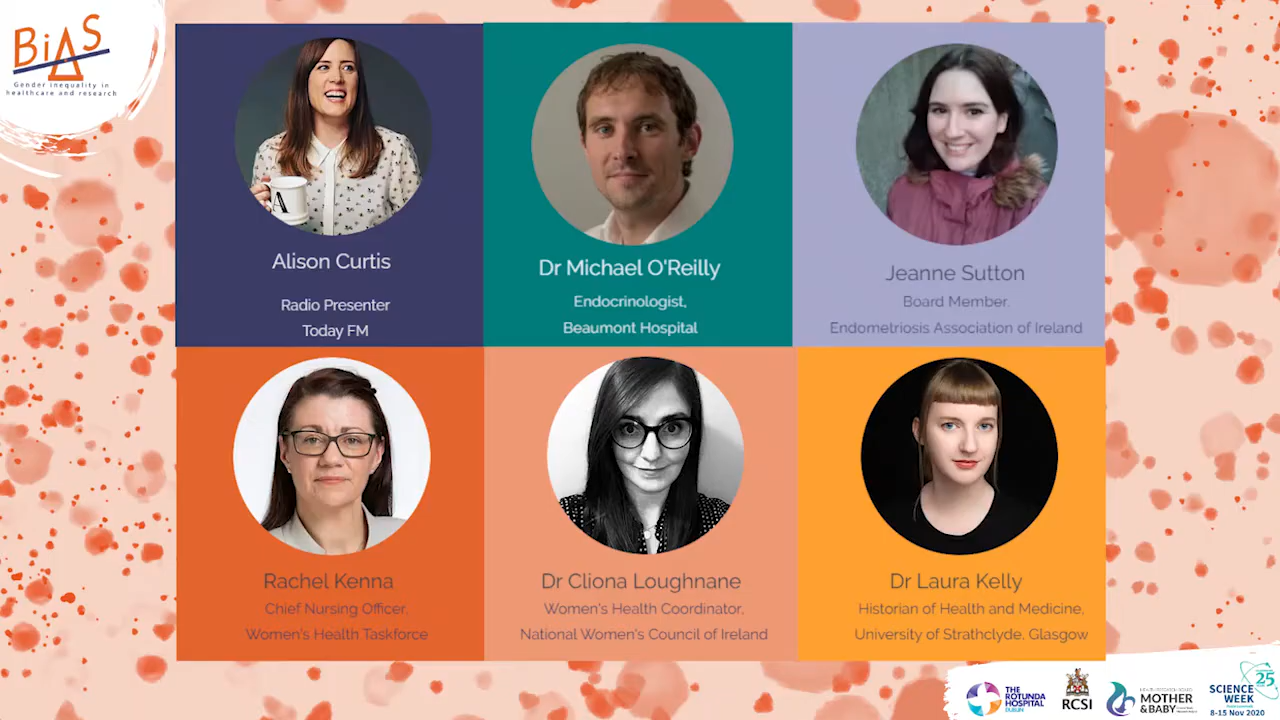 BiAS
Gender inequality in
healthcare and research
A
Alison Curtis
Radio Presenter
Today FM
Dr Michael O'Reilly
Endocrinologist,
Beaumont Hospital
Jeanne Sutton
Board Member,
Endometriosis Association of Ireland
Rachel Kenna
Chief Nursing Officer,
Women's Health Taskforce
Dr Cliona Loughnane
Women's Health Coordinator,
National Women's Council of Ireland
Dr Laura Kelly
Historian of Health and Medicine,
University of Strathclyde, Glasgow
THE
ROTUNDA
HOSPITAL
DUBLIN
RCSI
MOTHER
&BABY
25
SCIENCE
WEEK
8-15 Nov 2020